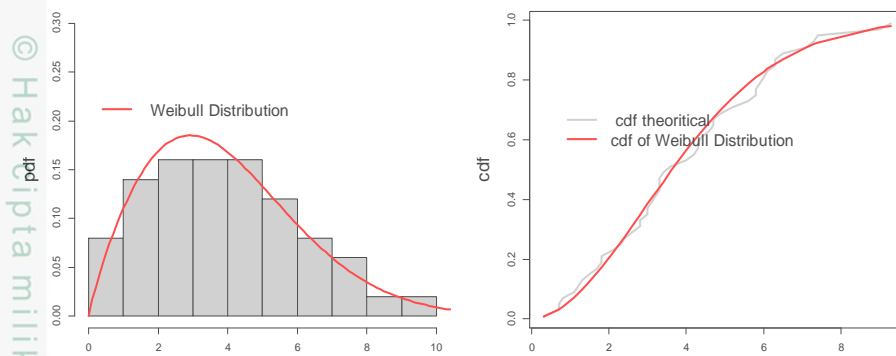 © Hak cipta milik
pdf
0.00 0.05 0.10 0.15 0.20 0.25 0.30
Weibull Distribution
0 2 4 6 8 10
cdf
0.0 0.2 0.4 0.6 0.8 1.0
cdf theoritical
cdf of Weibull Distribution
0 2 4 6 8